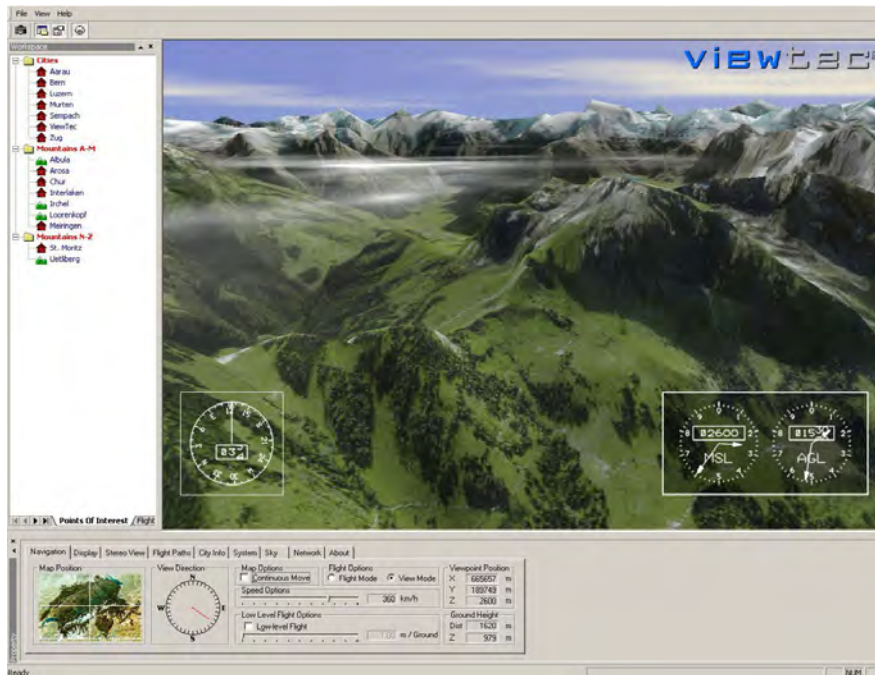 File View Help
Workspace
viewtec
Cities
Aarau
Bern
Luzern
Murten
Sempach
ViewTec
Zug
Mountains A-M
Albula
Arosa
Chur
Interlaken
Irchel
Loorenkopf
Meiringen
Mountains N-Z
St. Moritz
Uetliberg
02600
MSL
AGL
Points Of Interest Flight
Navigation Display Stereo View Flight Paths City Info System Sky Network About
Map Position View Direction Map Options Flight Options Viewpoint Position
Continuous Move Flight Mode View Mode X 665657 m
Speed Options Y 189749 m
360 km/h Z 2600 m
N
W E
S
Low Level Flight Options Ground Height
Low-level Flight Dist 1620 m
m / Ground Z 979 m
Ready NUM